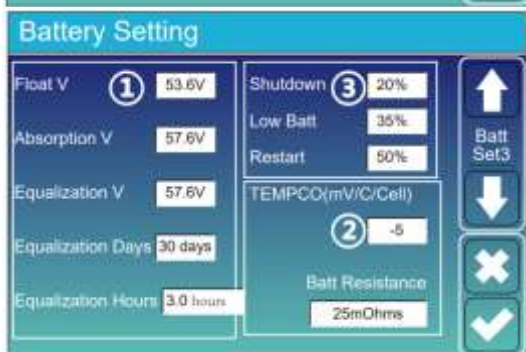 Battery Setting
Float V ① 53.6V
Absorption V 57.6V
Equalization V 57.6V
Equalization Days 30 days
Equalization Hours 3.0 hours
Shutdown ③ 20%
Low Batt 35%
Restart 50%
TEMPCO(mV/C/Cell)
② -5
Batt Resistance
25mOhms
Batt
Set3